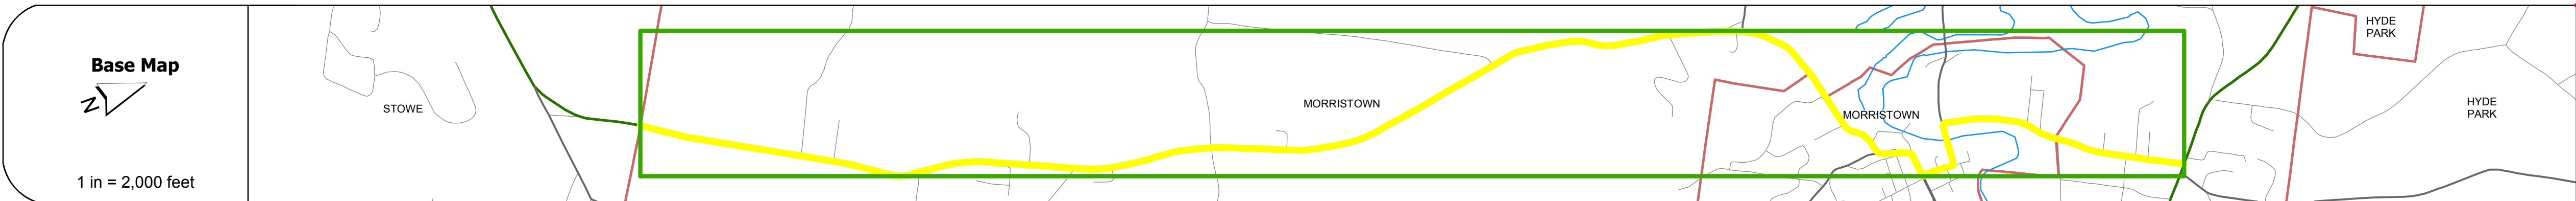 Base Map
N
1 in = 2,000 feet
STOWE
MORRISTOWN
MORRISTOWN
HYDE
PARK
HYDE
PARK